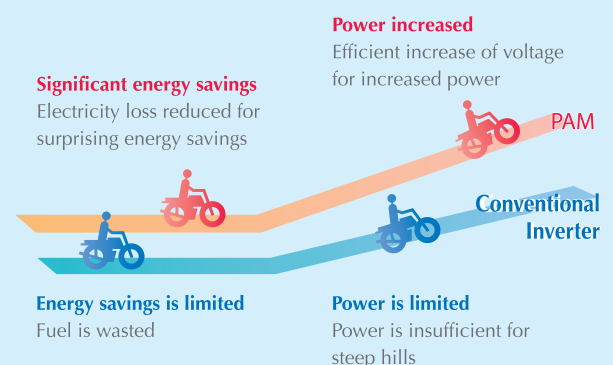 Power increased
Efficient increase of voltage
for increased power
Significant energy savings
Electricity loss reduced for
surprising energy savings
PAM
Conventional
Inverter
Energy savings is limited
Fuel is wasted
Power is limited
Power is insufficient for
steep hills